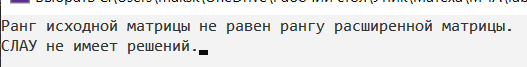 Ранг исходной матрицы не равен рангу расширенной матрицы.
СЛАУ не имеет решений.